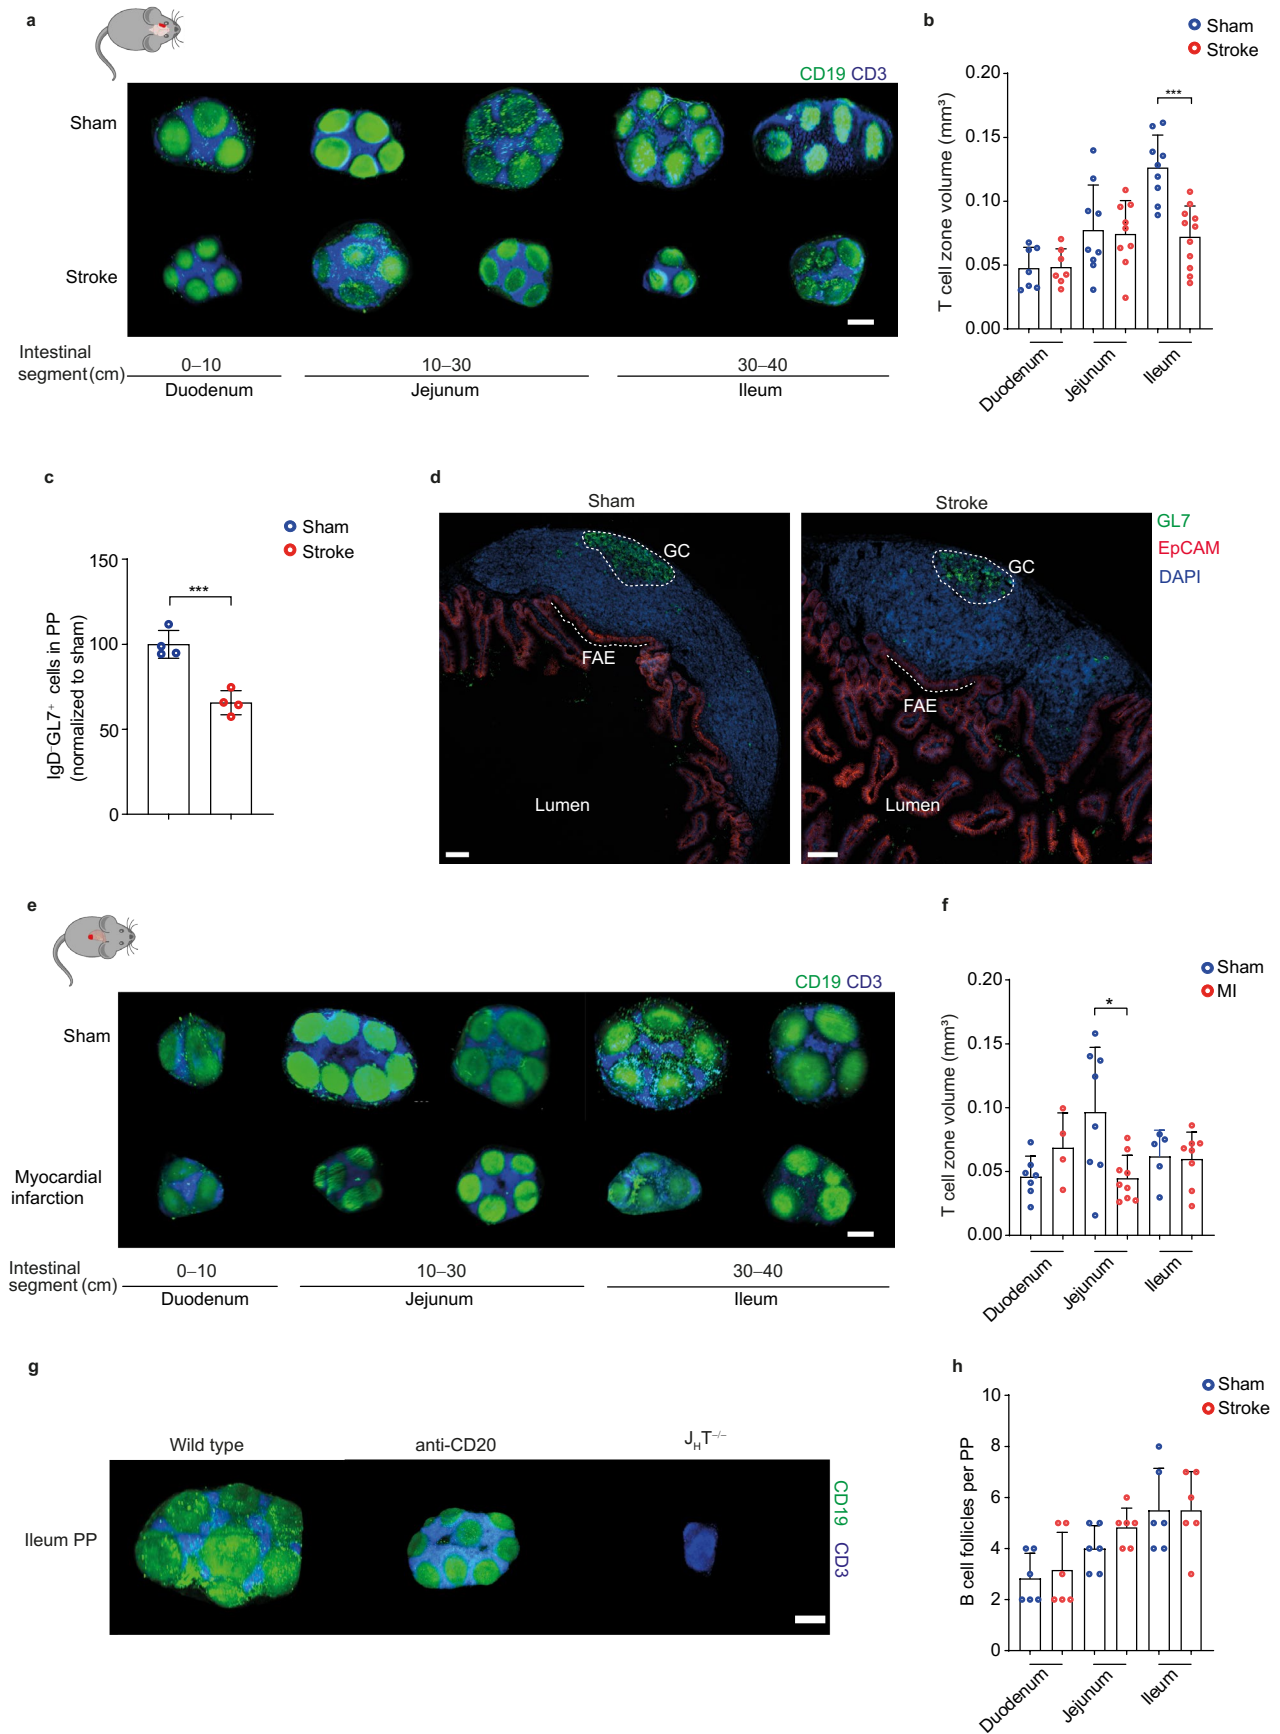 a
Sham
Stroke
CD19 CD3
Sham
Stroke
Intestinal
segment (cm)
0–10
10–30
30–40
Duodenum
Jejunum
Ileum
b
Sham
Stroke
T cell zone volume (mm³)
0.20
0.15
0.10
0.05
0.00
***
Duodenum
Jejunum
Ileum
c
Sham
Stroke
IgD⁻GL7⁺ cells in PP
(normalized to sham)
150
100
50
0
***
d
Sham
Stroke
GL7
EpCAM
DAPI
GC
FAE
Lumen
GC
FAE
Lumen
e
CD19 CD3
Sham
Myocardial
infarction
Intestinal
segment (cm)
0–10
10–30
30–40
Duodenum
Jejunum
Ileum
f
Sham
MI
T cell zone volume (mm³)
0.20
0.15
0.10
0.05
0.00
*
Duodenum
Jejunum
Ileum
g
Wild type
anti-CD20
JHT⁻/⁻
Ileum PP
CD19 CD3
h
Sham
Stroke
B cell follicles per PP
10
8
6
4
2
0
Duodenum
Jejunum
Ileum